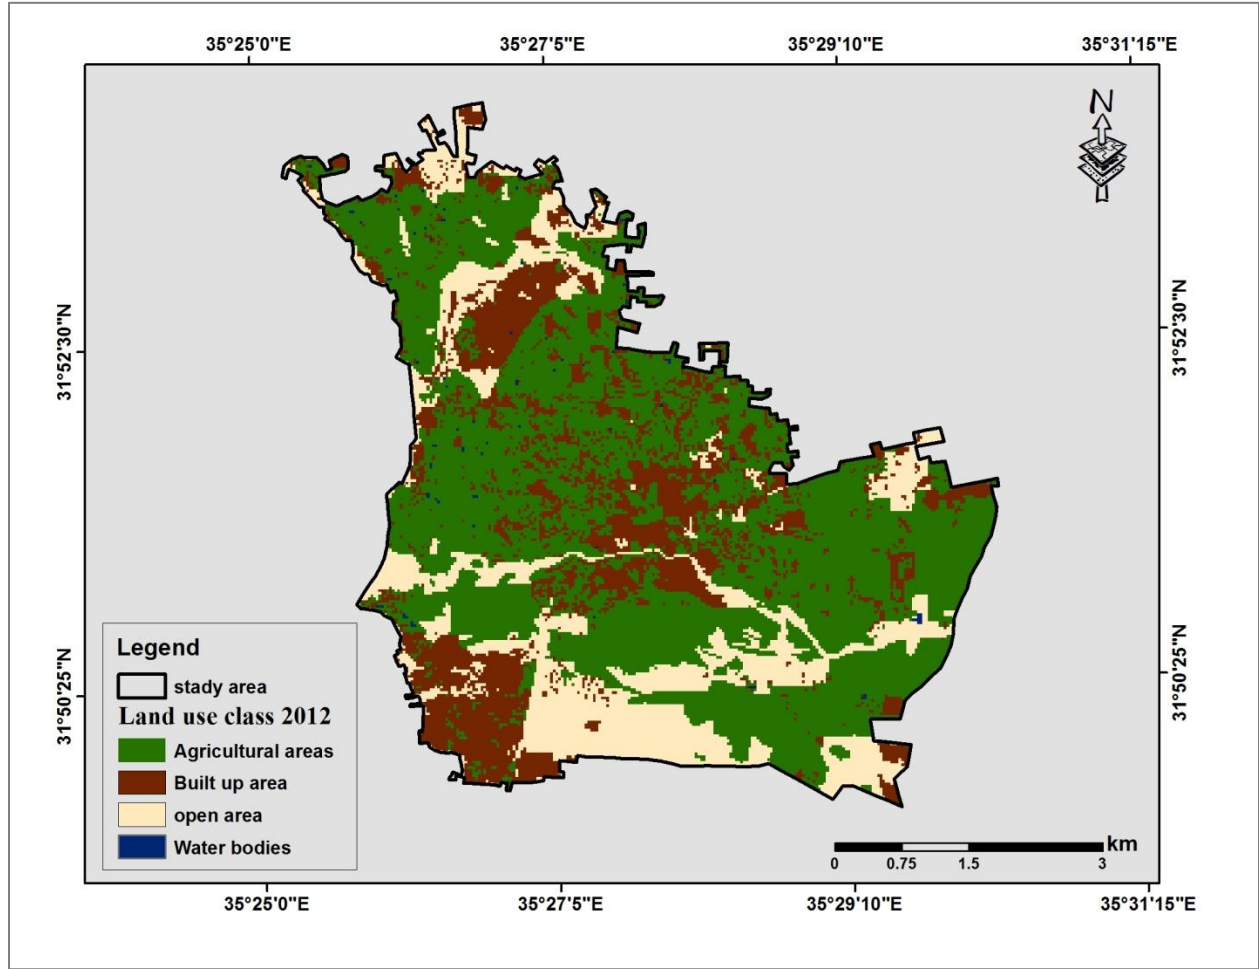 35°25'0"E 35°27'5"E 35°29'10"E 35°31'15"E
N
31°52'30"N
31°52'30"N
31°50'25"N
31°50'25"N
Legend
stady area
Land use class 2012
Agricultural areas
Built up area
open area
Water bodies
km
0 0.75 1.5 3
35°25'0"E 35°27'5"E 35°29'10"E 35°31'15"E